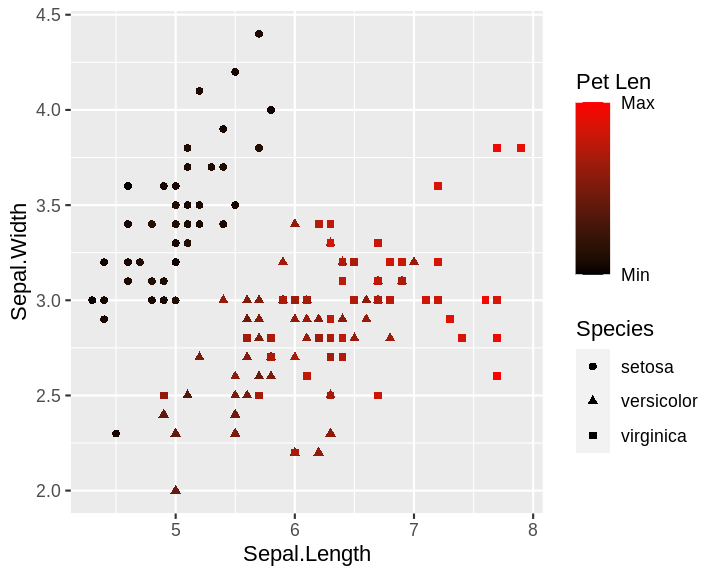 4.5
4.0
3.5
3.0
2.5
2.0
Sepal.Width
5 6 7 8
Sepal.Length
Pet Len
Max
Min
Species
setosa
versicolor
virginica